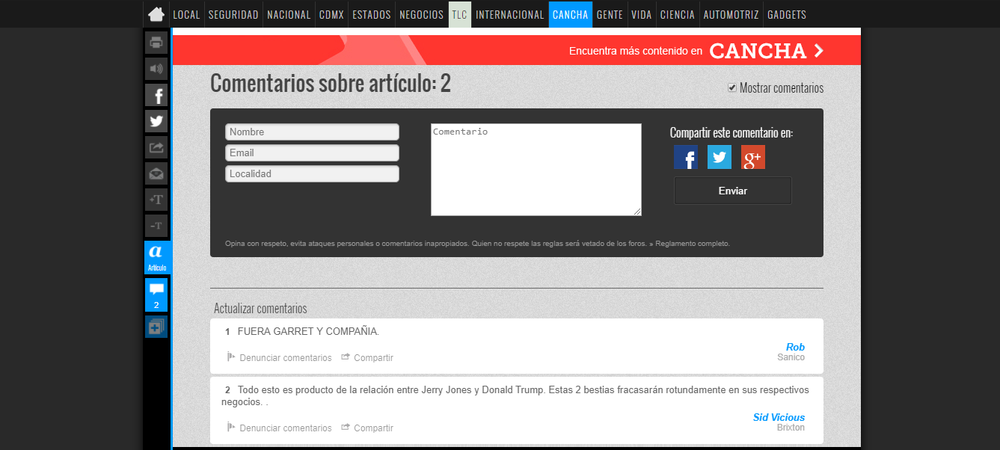 LOCAL SEGURIDAD NACIONAL CDMX ESTADOS NEGOCIOS TLC INTERNACIONAL CANCHA GENTE VIDA CIENCIA AUTOMOTRIZ GADGETS
Encuentra más contenido en CANCHA
Comentarios sobre artículo: 2
Mostrar comentarios
Nombre
Email
Localidad
Comentario
Compartir este comentario en:
f
g+
Enviar
Opina con respeto, evita ataques personales o comentarios inapropiados. Quien no respete las reglas será vetado de los foros. » Reglamento completo.
f
+T
-T
a
Artículo
2
Actualizar comentarios
1 FUERA GARRET Y COMPAÑIA.
Rob
Sanico
Denunciar comentarios Compartir
2 Todo esto es producto de la relación entre Jerry Jones y Donald Trump. Estas 2 bestias fracasarán rotundamente en sus respectivos
negocios. .
Sid Vicious
Brixton
Denunciar comentarios Compartir